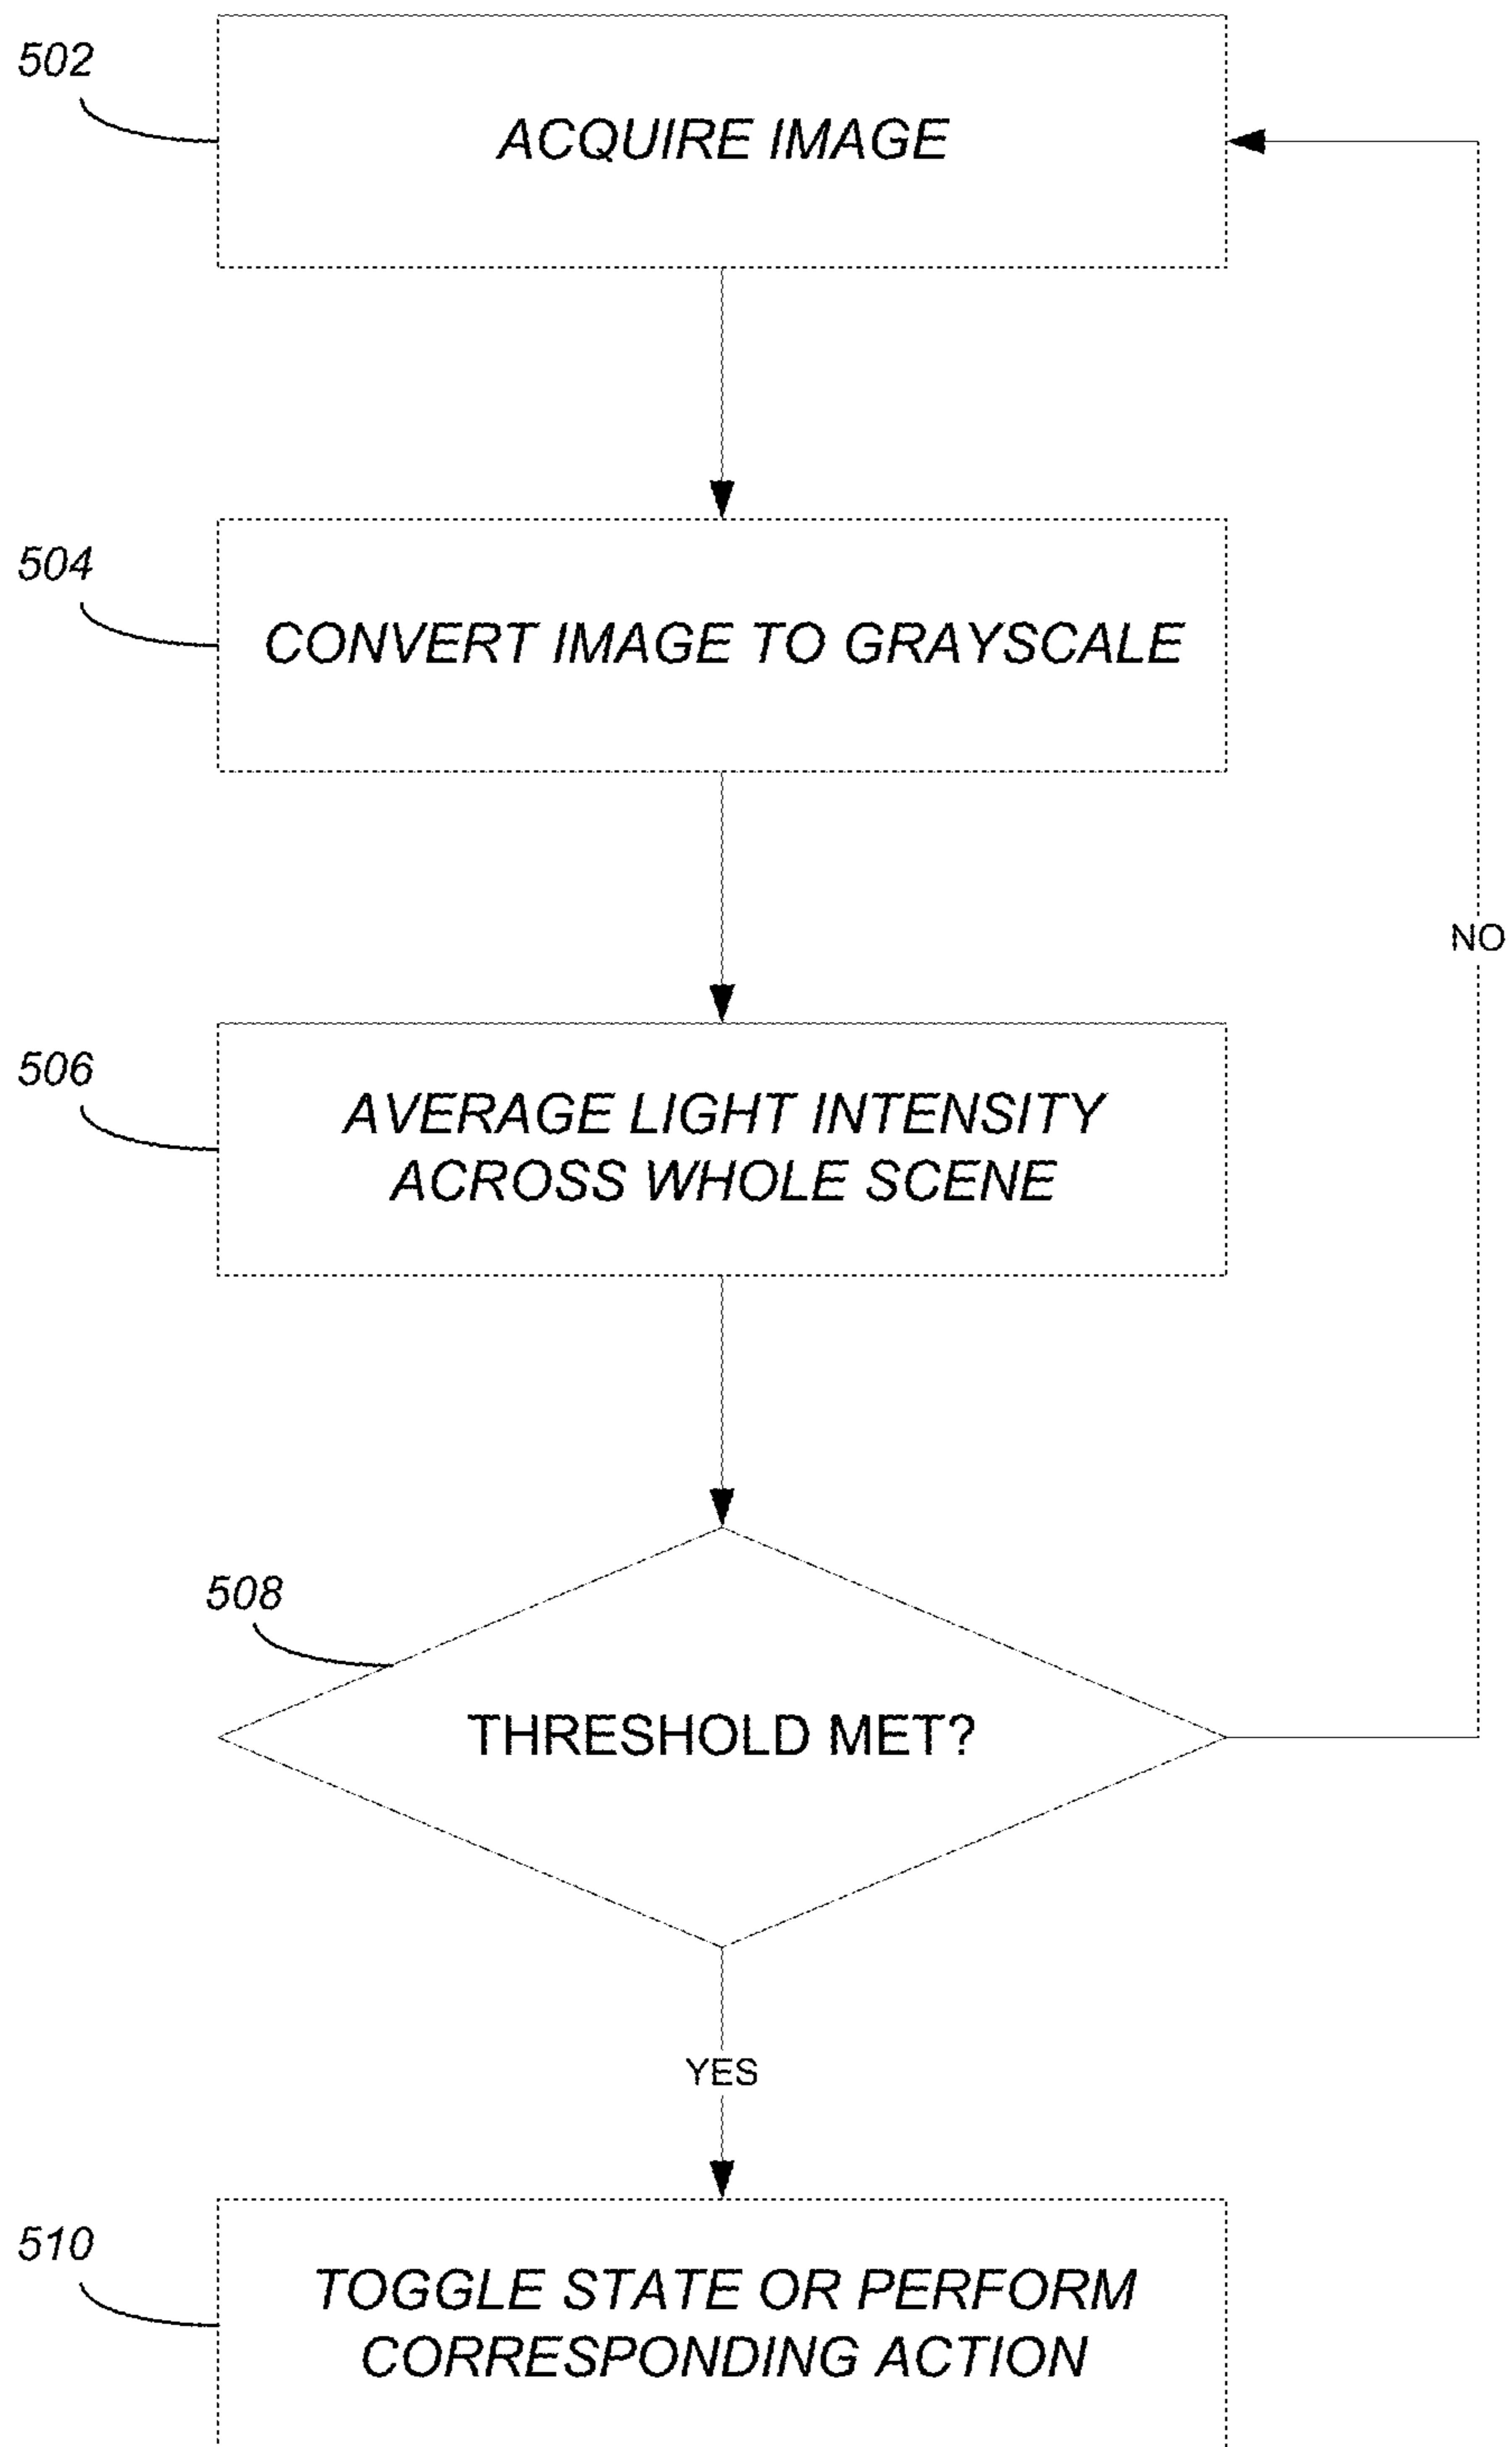 502
ACQUIRE IMAGE
504
CONVERT IMAGE TO GRAYSCALE
NO
506
AVERAGE LIGHT INTENSITY
ACROSS WHOLE SCENE
508
THRESHOLD MET?
YES
510
TOGGLE STATE OR PERFORM
CORRESPONDING ACTION